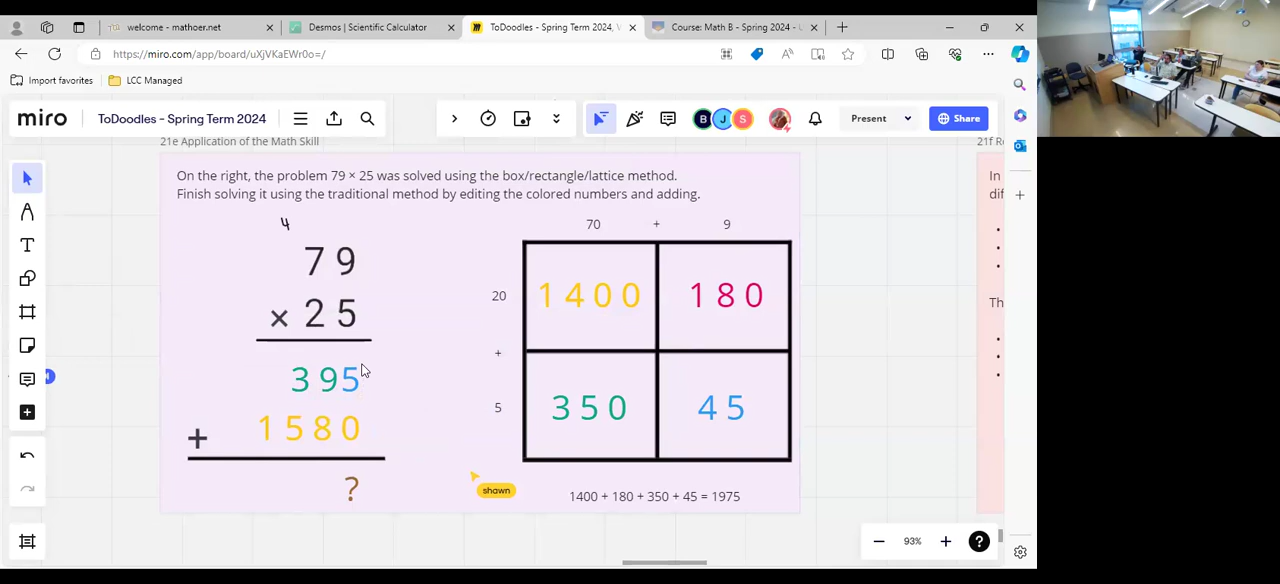 welcome - mathoer.net
Desmos | Scientific Calculator
ToDoodles - Spring Term 2024, V
Course: Math B - Spring 2024 - U
https://miro.com/app/board/uXjVKaEWr0o=/
Import favorites
LCC Managed
miro
ToDoodles - Spring Term 2024
B J S
Present
Share
21e Application of the Math Skill
21f R
On the right, the problem 79 × 25 was solved using the box/rectangle/lattice method.
Finish solving it using the traditional method by editing the colored numbers and adding.
In
dif
Th
4
79
× 25
395
+ 1580
?
70 + 9
20
1400 180
+
5
350 45
shawn
1400 + 180 + 350 + 45 = 1975
93%
?